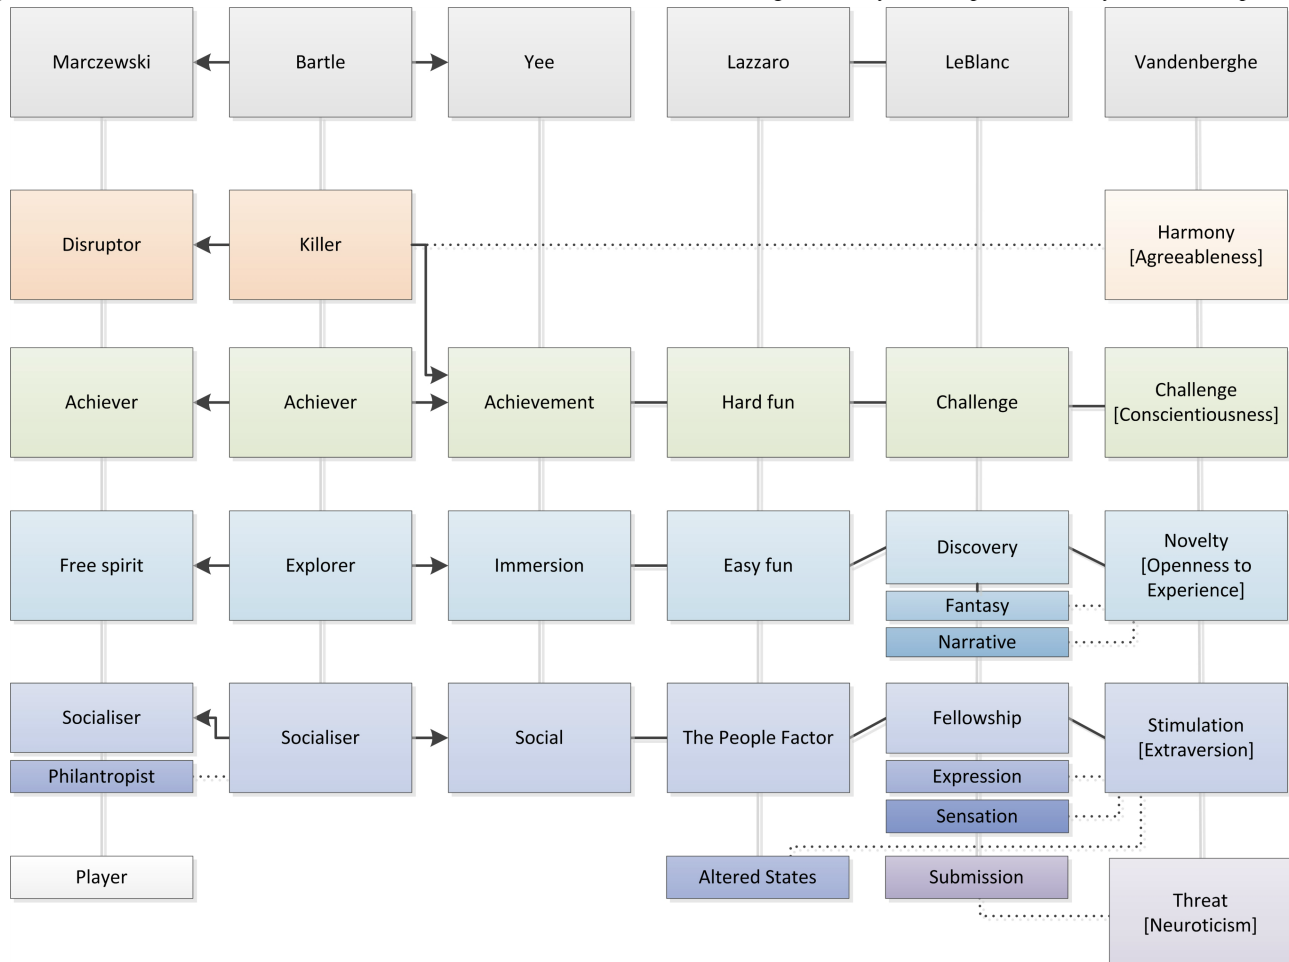 Marczewski
Bartle
Yee
Lazzaro
LeBlanc
Vandenberghe
Disruptor
Killer
Harmony
[Agreeableness]
Achiever
Achiever
Achievement
Hard fun
Challenge
Challenge
[Conscientiousness]
Free spirit
Explorer
Immersion
Easy fun
Discovery
Novelty
[Openness to
Experience]
Fantasy
Narrative
Socialiser
Socialiser
Social
The People Factor
Fellowship
Stimulation
[Extraversion]
Philantropist
Expression
Sensation
Player
Altered States
Submission
Threat
[Neuroticism]